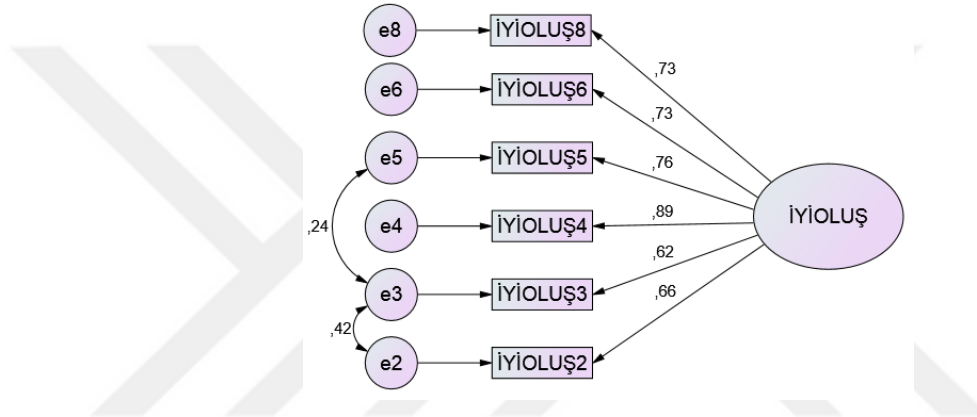 e8 İYİOLUŞ8
,73
e6 İYİOLUŞ6
,73
e5 İYİOLUŞ5
,76
İYİOLUŞ
,24 e4 ,89 İYİOLUŞ4
,62
e3 İYİOLUŞ3
,66
,42
e2 İYİOLUŞ2